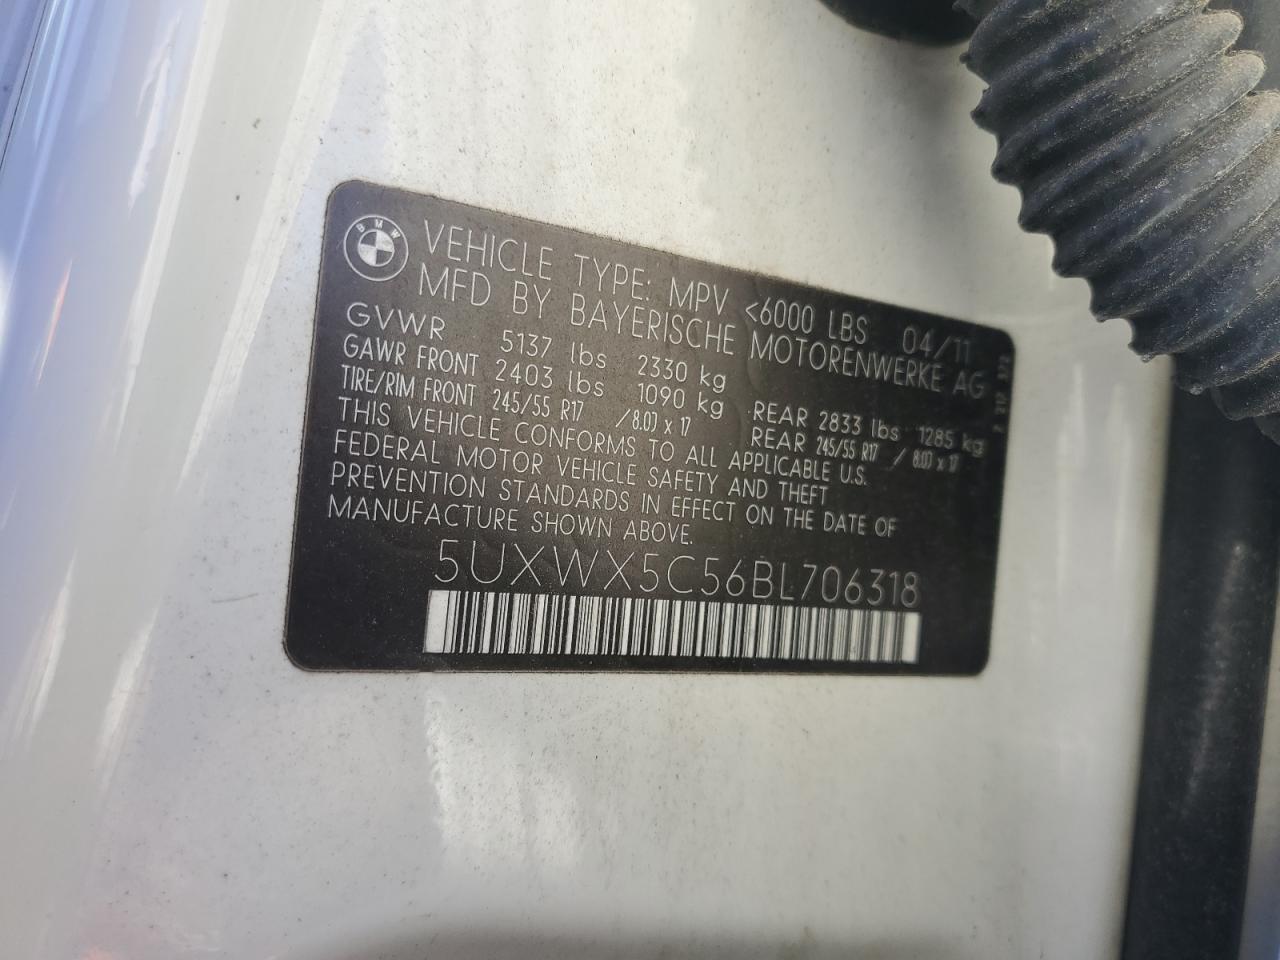 BMW
VEHICLE TYPE: MPV <6000 LBS 04/11
MFD BY BAYERISCHE MOTORENWERKE AG
GVWR 5137 lbs 2330 kg
GAWR FRONT 2403 lbs 1090 kg REAR 2833 lbs 1285 kg
TIRE/RIM FRONT 245/55 R17 /8.0J x 17 REAR 245/55 R17 / 8.0J x 17
THIS VEHICLE CONFORMS TO ALL APPLICABLE U.S.
FEDERAL MOTOR VEHICLE SAFETY AND THEFT
PREVENTION STANDARDS IN EFFECT ON THE DATE OF
MANUFACTURE SHOWN ABOVE.
5UXWX5C56BL706318